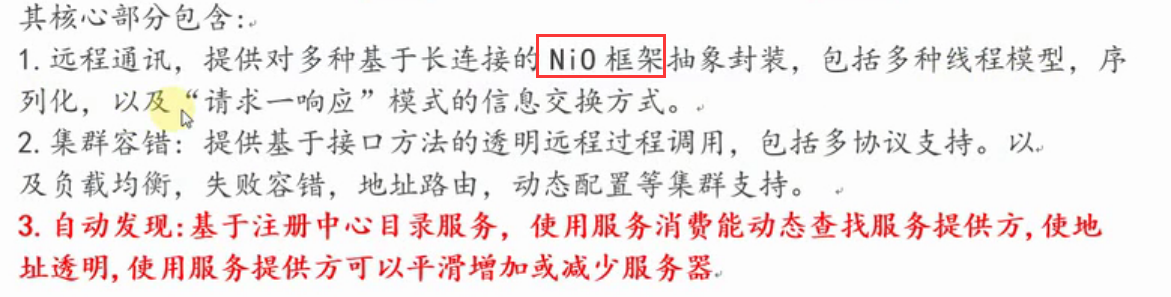 其核心部分包含:
1.远程通讯，提供对多种基于长连接的 NiO 框架抽象封装，包括多种线程模型，序
列化，以及“请求一响应”模式的信息交换方式。
2.集群容错：提供基于接口方法的透明远程过程调用，包括多协议支持。以
及负载均衡，失败容错，地址路由，动态配置等集群支持。
3.自动发现:基于注册中心目录服务，使用服务消费能动态查找服务提供方,使地
址透明,使用服务提供方可以平滑增加或减少服务器